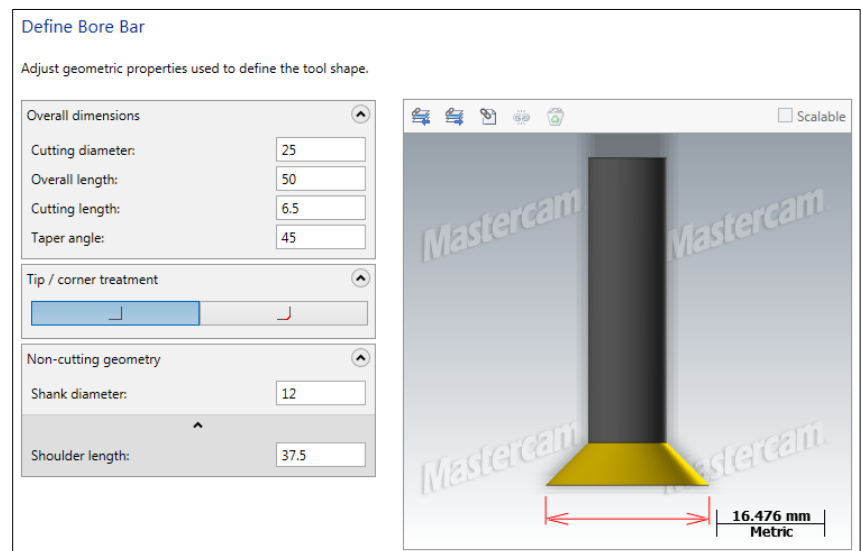 Define Bore Bar
Adjust geometric properties used to define the tool shape.
Overall dimensions
Cutting diameter: 25
Overall length: 50
Cutting length: 6.5
Taper angle: 45
Tip / corner treatment
Non-cutting geometry
Shank diameter: 12
Shoulder length: 37.5
Scalable
Mastercam
Mastercam
Mastercam
stercam
16.476 mm
Metric